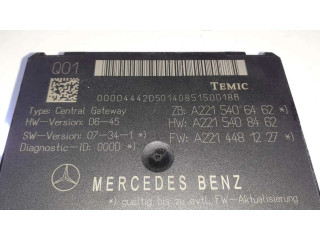 Q01
TEMIC
00004442D50140851500188
Type: Central Gateway
ZB: A221 540 64 62 *)
HW-Version: 06-45
HW: A221 540 84 62
SW-Version: 07-34-1 *)
FW: A221 448 12 27 *)
Diagnostic-ID: 0000 *)
MERCEDES BENZ
*) gueltig bis zu evtl. FW-Aktualisierung